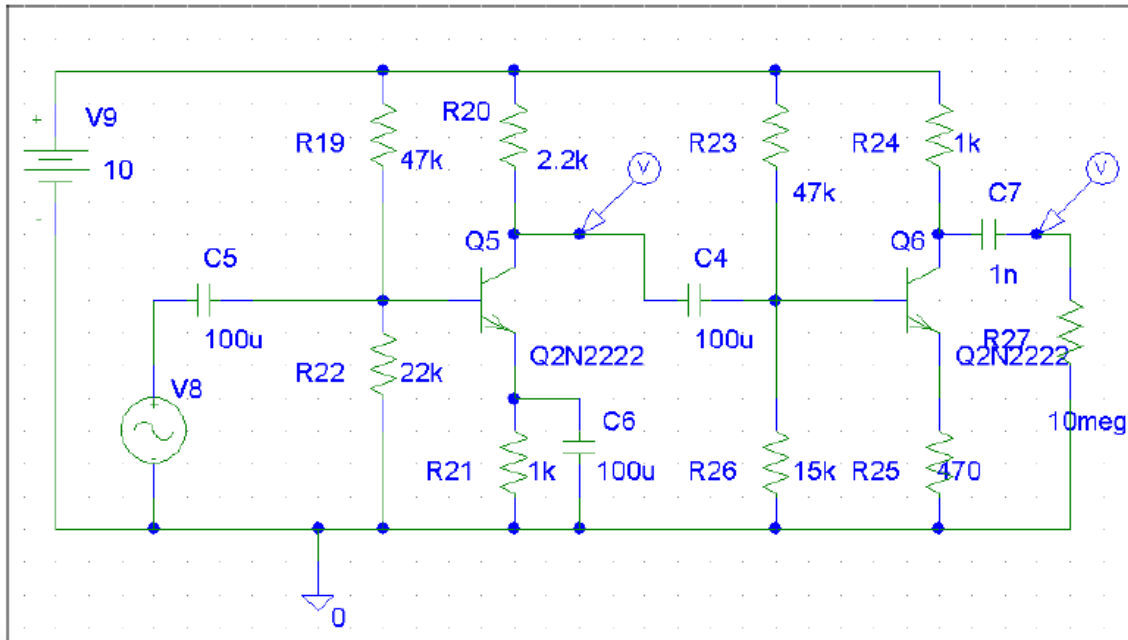 V9
10
R19
47k
R20
2.2k
V
R23
47k
R24
1k
V
C7
1n
C5
100u
Q5
Q2N2222
C4
100u
Q6
Q2N2222
R27
10meg
V8
R22
22k
R21
1k
C6
100u
R26
15k
R25
470
0